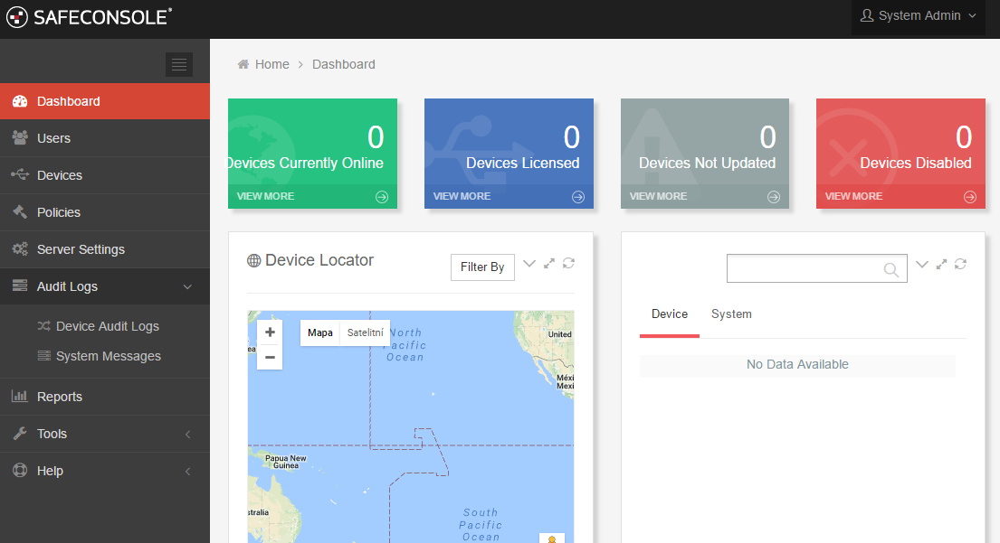 SAFECONSOLE®
System Admin
Home > Dashboard
Dashboard
Users
Devices
Policies
Server Settings
Audit Logs
Device Audit Logs
System Messages
Reports
Tools
Help
0
Devices Currently Online
VIEW MORE
0
Devices Licensed
VIEW MORE
0
Devices Not Updated
VIEW MORE
0
Devices Disabled
VIEW MORE
Device Locator
Filter By
+
−
Mapa
Satelitní
North
Pacific
Ocean
United
Méxi
Mexi
ea
Papua New
Guinea
stralia
South
Pacific
Ocean
Device
System
No Data Available